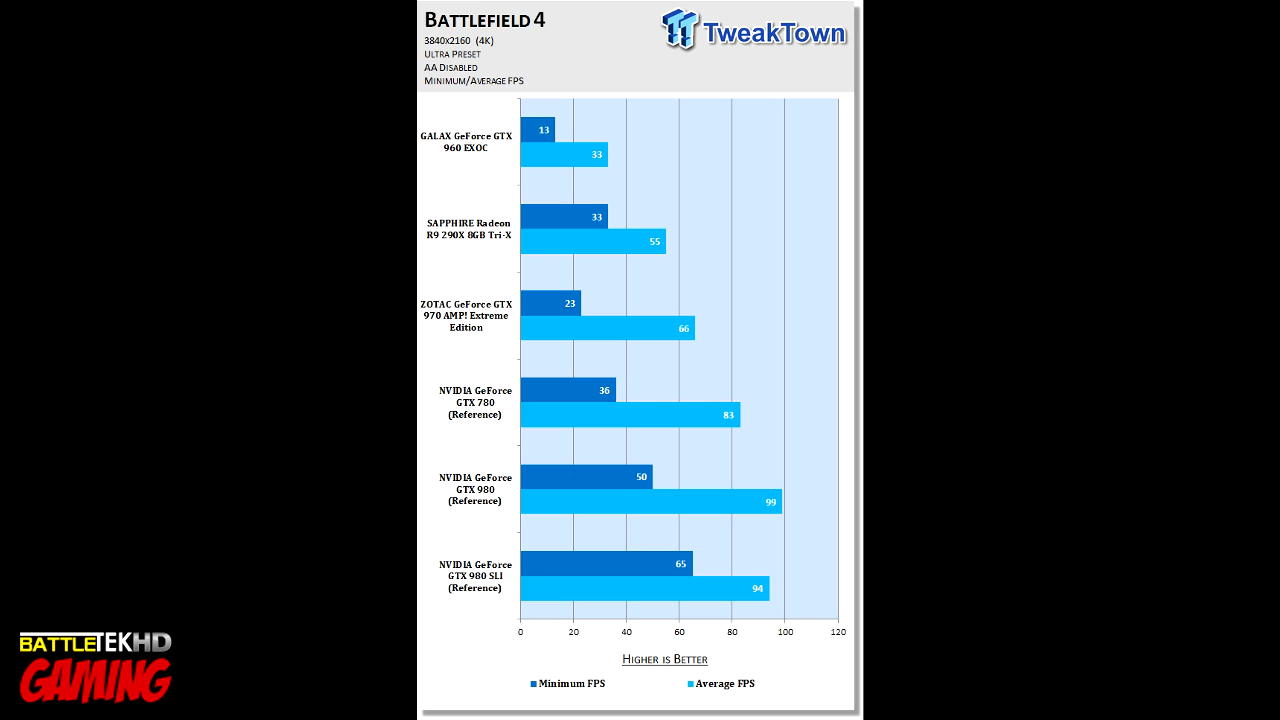 BATTLEFIELD 4
3840x2160 (4K)
ULTRA PRESET
AA DISABLED
MINIMUM/AVERAGE FPS
TweakTown
GALAX GeForce GTX
960 EXOC
13
33
SAPPHIRE Radeon
R9 290X 8GB Tri-X
33
55
ZOTAC GeForce GTX
970 AMP! Extreme
Edition
23
66
NVIDIA GeForce
GTX 780
(Reference)
36
83
NVIDIA GeForce
GTX 980
(Reference)
50
99
NVIDIA GeForce
GTX 980 SLI
(Reference)
65
94
0 20 40 60 80 100 120
HIGHER IS BETTER
Minimum FPS Average FPS
BATTLETEKHD
GAMING